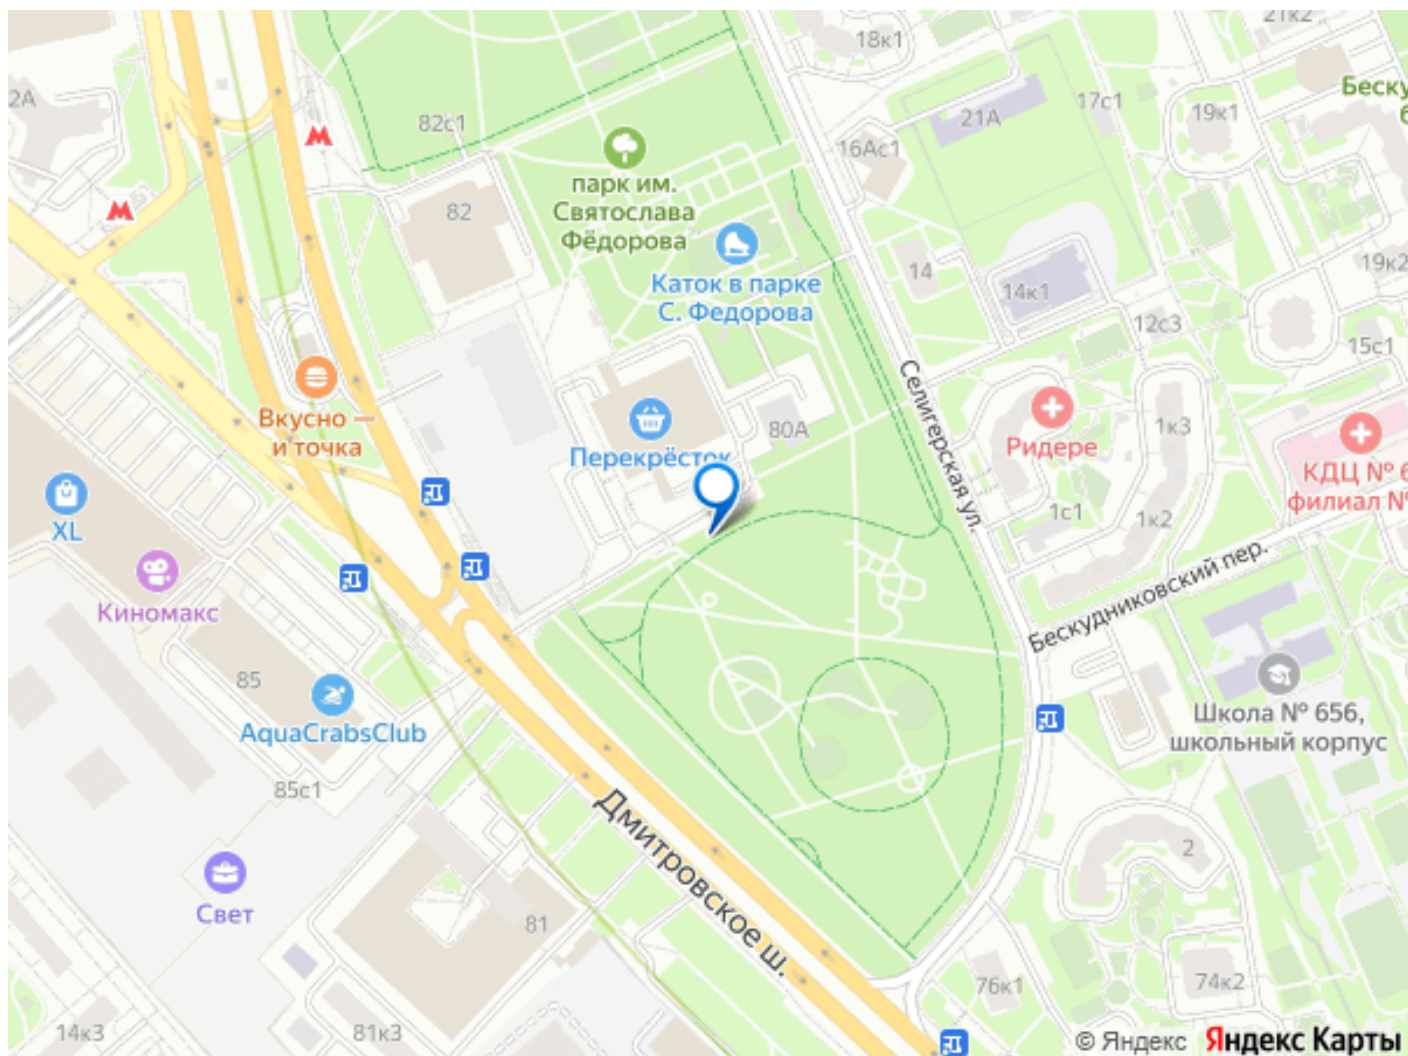 21к2
18к1
2А
17с1
Беску
6
19к1
82с1
21А
16Ас1
парк им.
Святослава
Фёдорова
82
Каток в парке
С. Федорова
14
14к1
19к2
12с3
15с1
Селигерская ул.
Вкусно —
и точка
Перекрёсток
80А
Ридере
1к3
КДЦ № 6
филиал №
XL
1с1
1к2
Киномакс
Бескудниковский пер.
85
AquaCrabsClub
Школа № 656,
школьный корпус
85с1
Дмитровское ш.
2
Свет
81
76к1
74к2
14к3
81к3
© Яндекс Яндекс Карты